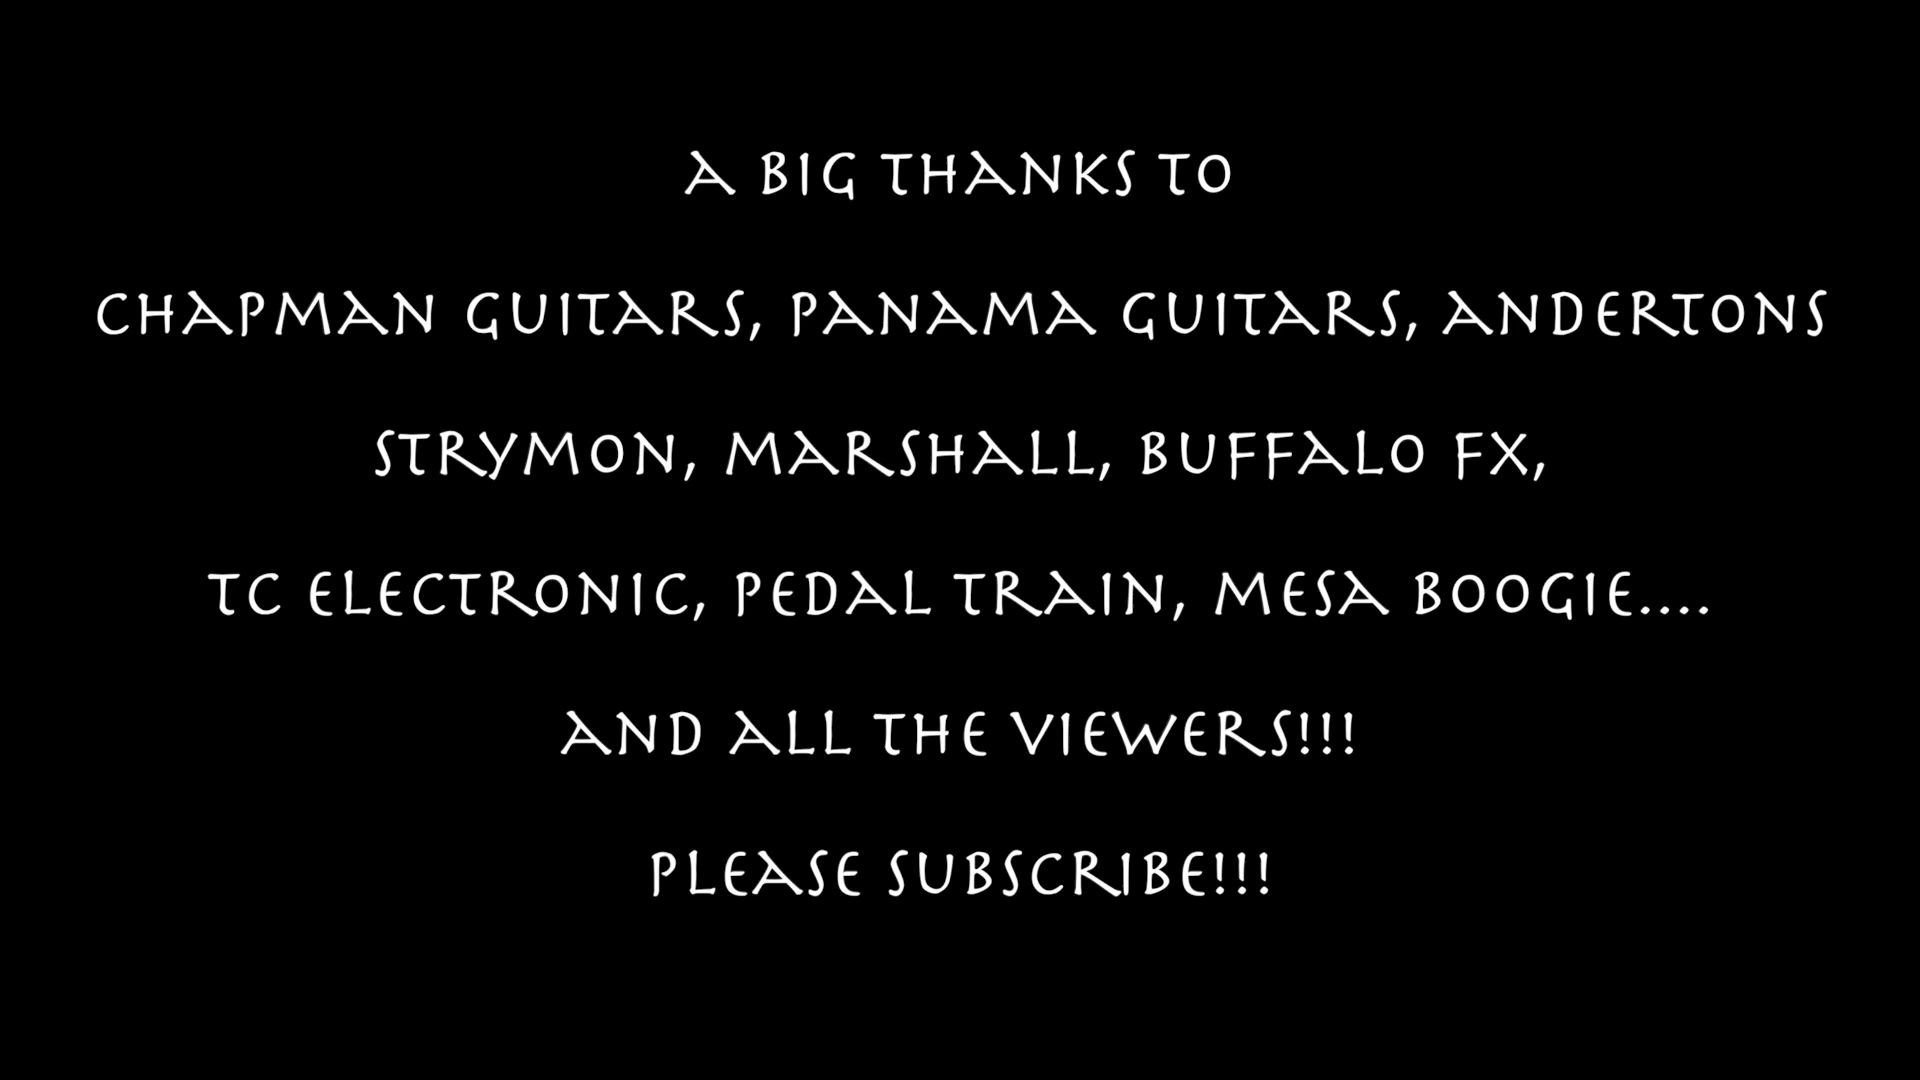 A BIG THANKS TO
CHAPMAN GUITARS, PANAMA GUITARS, ANDERTONS
STRYMON, MARSHALL, BUFFALO FX,
TC ELECTRONIC, PEDAL TRAIN, MESA BOOGIE....
AND ALL THE VIEWERS!!!
PLEASE SUBSCRIBE!!!